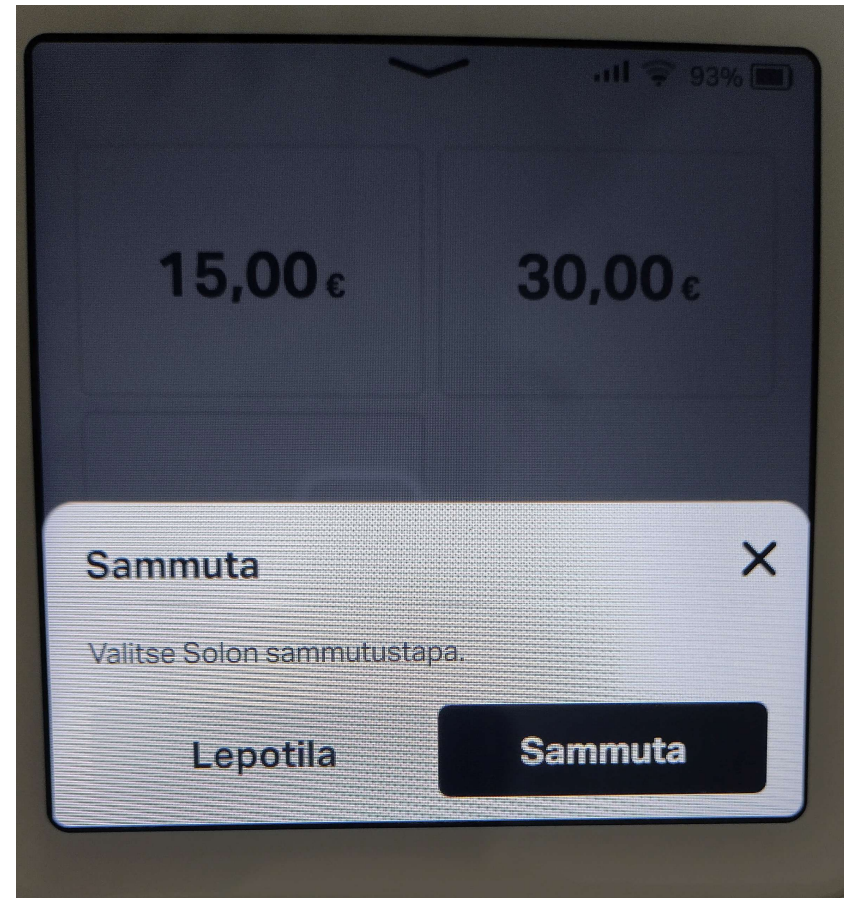 93%
15,00 €
30,00 €
Sammuta
Valitse Solon sammutustapa.
Lepotila
Sammuta